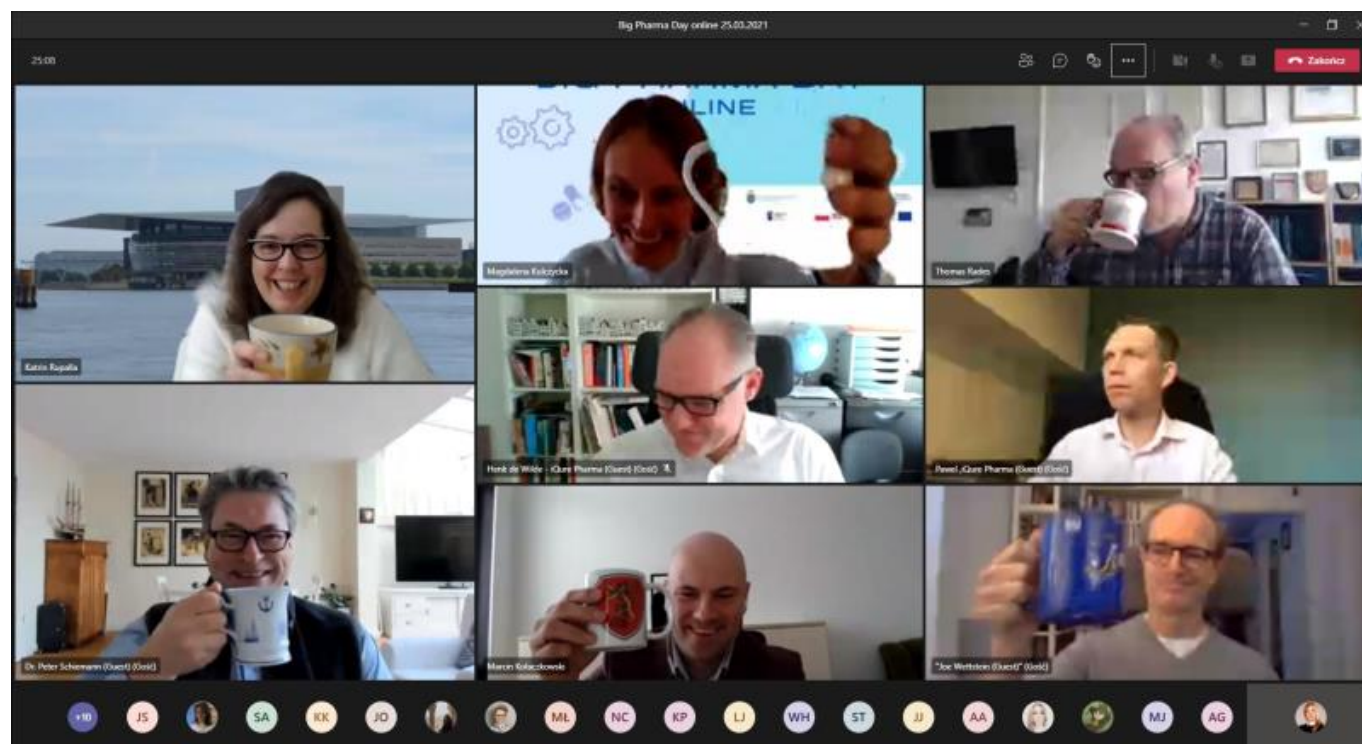 Big Pharma Day online 25.03.2021
25:08
Zakończ
LINE
Katrin Rupalla
Magdalena Kulczycka
Thomas Rades
Henk de Wilde - iQure Pharma (Guest) (Gość)
Pawel ,iQure Pharma (Guest) (Gość)
Dr. Peter Schiemann (Guest) (Gość)
Marcin Kołaczkowski
"Joe Wettstein (Guest)" (Gość)
+10
JS
SA
KK
JO
MŁ
NC
KP
LJ
WH
ST
JJ
AA
MJ
AG